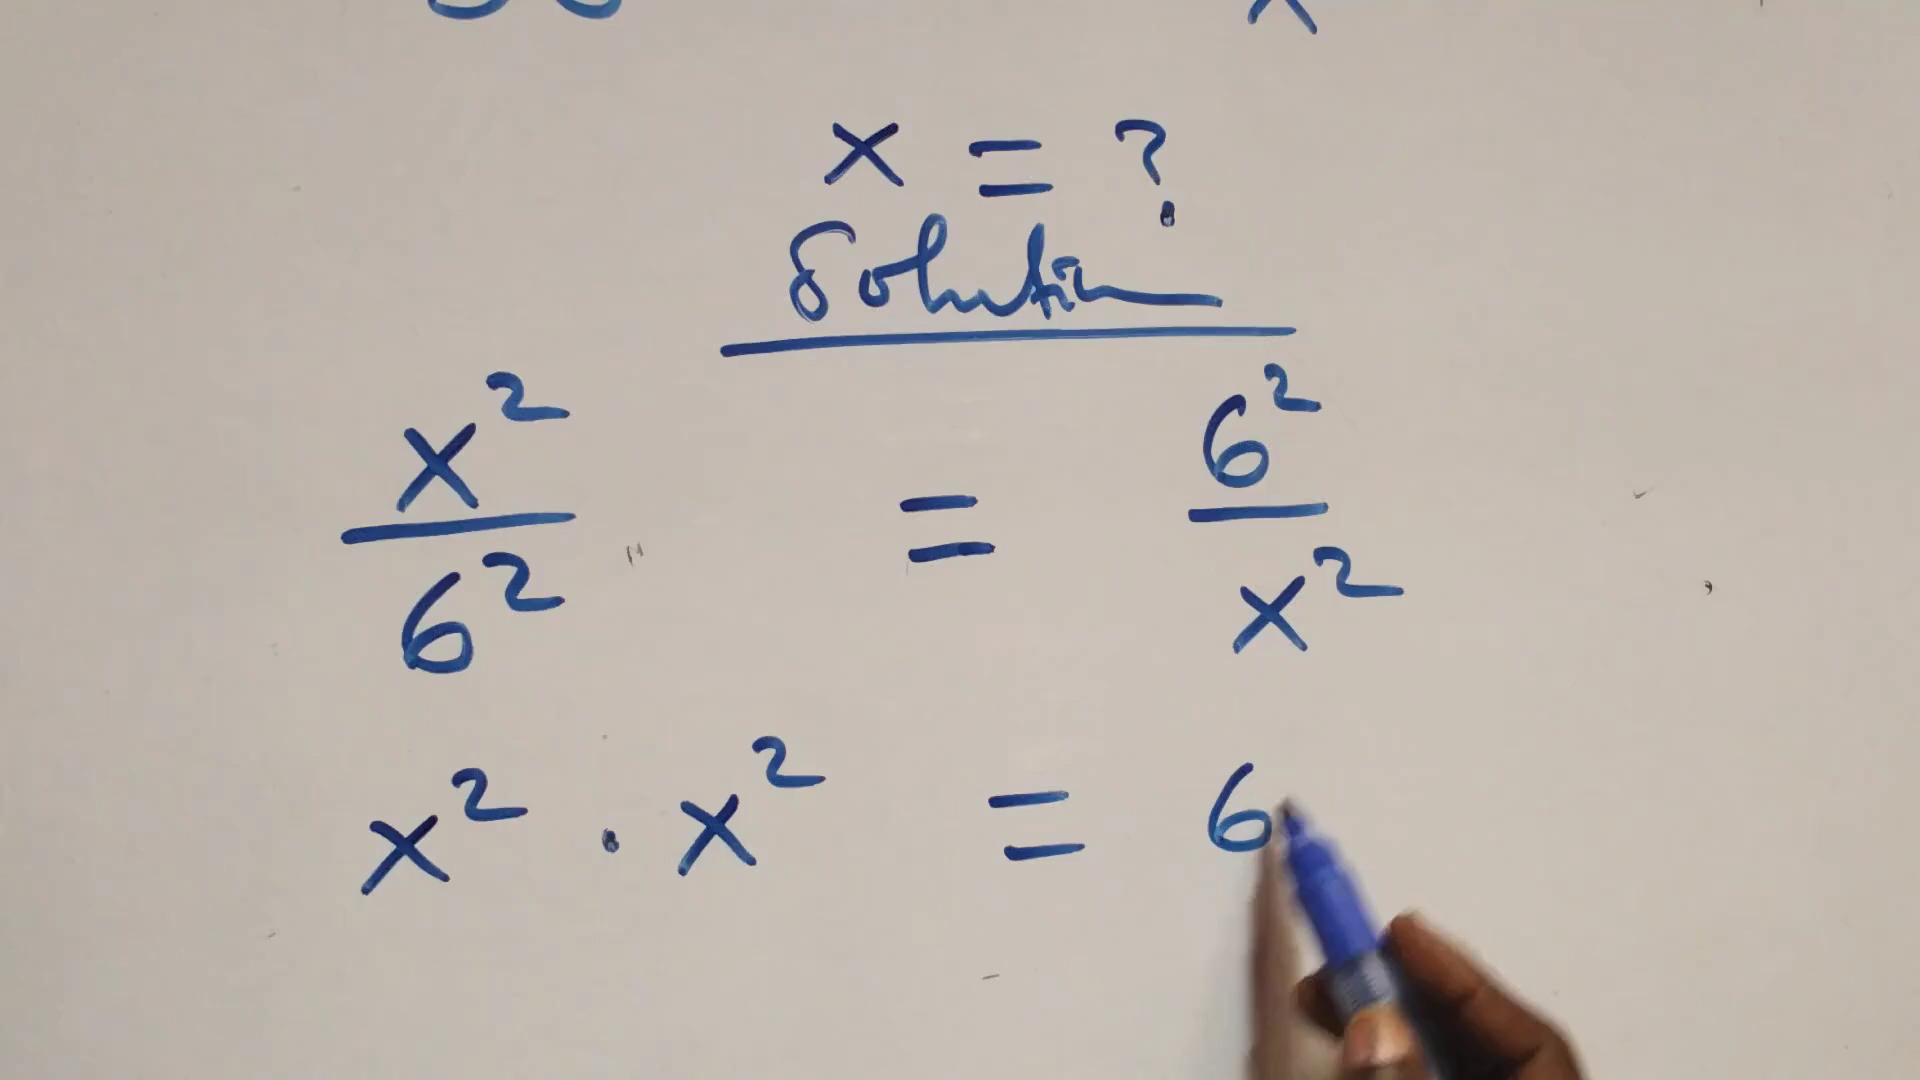 x = ?
Solution
x²/6² = 6²/x²
x² · x² = 6